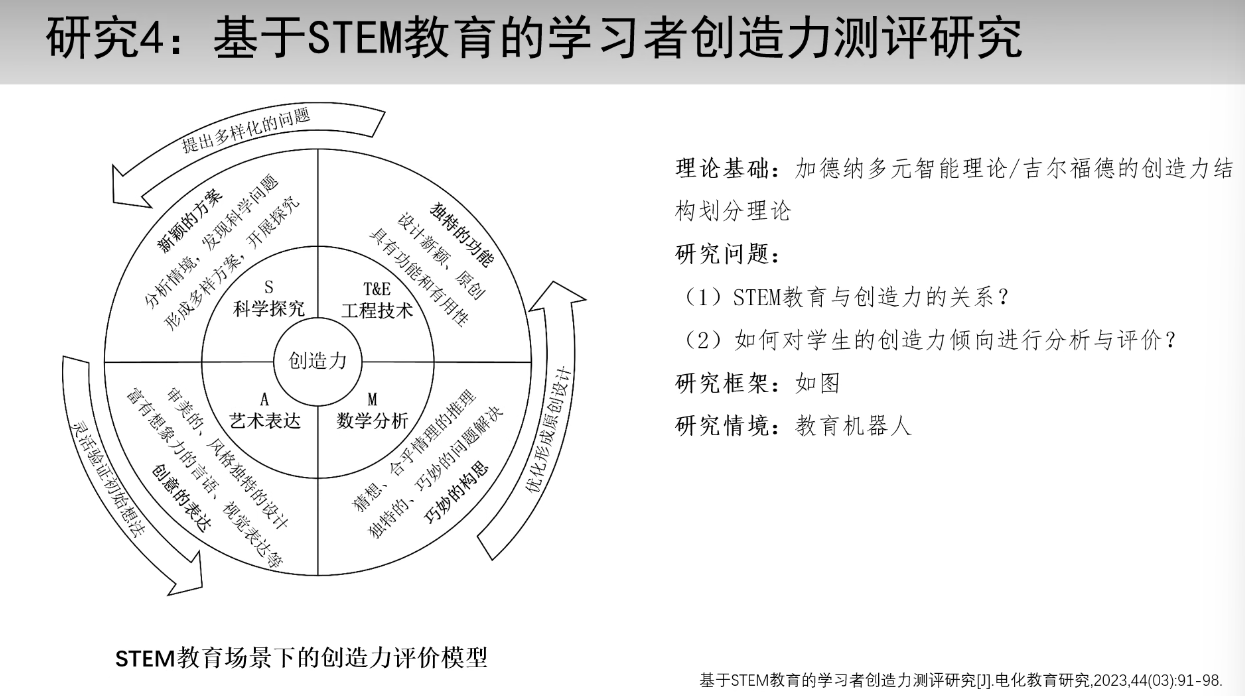 研究4：基于STEM教育的学习者创造力测评研究
提出多样化的问题
新颖的方案
分析情境，发现科学问题
形成多样方案，开展探究
独特的功能
设计新颖、原创
具有功能和有用性
S
科学探究
T&E
工程技术
创造力
A
艺术表达
M
数学分析
审美的、风格独特的设计
富有想象力的言语、视觉表达等
创意的表达
猜想、合乎情理的推理
独特的、巧妙的问题解决
巧妙的构思
灵活验证初始想法
优化形成原创设计
STEM教育场景下的创造力评价模型
理论基础：加德纳多元智能理论/吉尔福德的创造力结
构划分理论
研究问题：
（1）STEM教育与创造力的关系？
（2）如何对学生的创造力倾向进行分析与评价？
研究框架：如图
研究情境：教育机器人
基于STEM教育的学习者创造力测评研究[J].电化教育研究,2023,44(03):91-98.